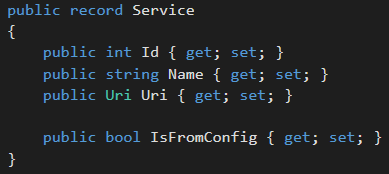 public record Service
{
    public int Id { get; set; }
    public string Name { get; set; }
    public Uri Uri { get; set; }

    public bool IsFromConfig { get; set; }
}